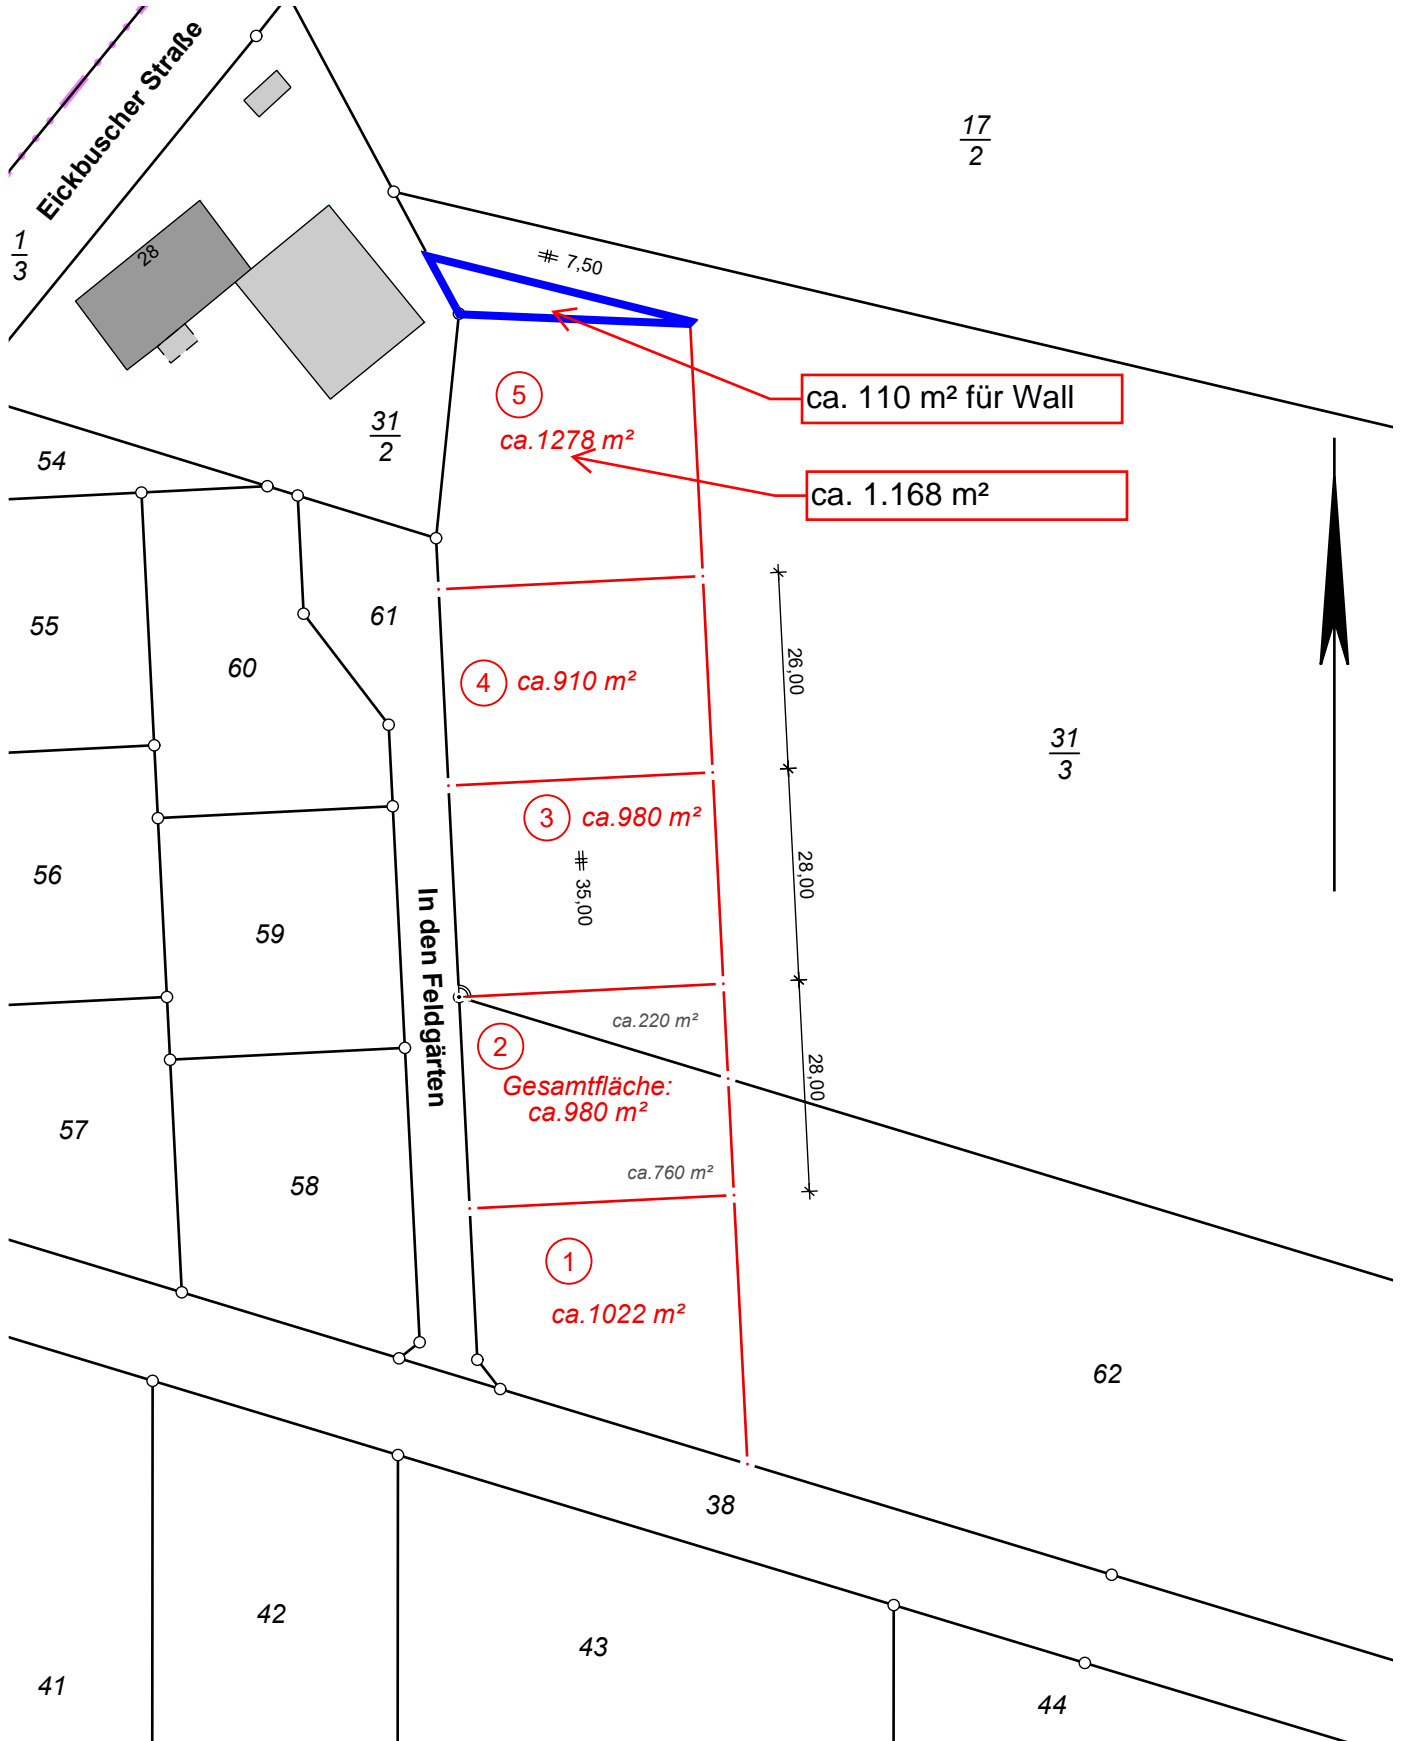 Eickbuscher Straße
17
2
1
3
28
# 7,50
5
ca. 110 m² für Wall
31
2
ca.1278 m²
54
ca. 1.168 m²
61
55
60
26,00
4
ca.910 m²
31
3
3
ca.980 m²
56
# 35,00
28,00
59
In den Feldgärten
ca.220 m²
2
28,00
Gesamtfläche:
ca.980 m²
57
ca.760 m²
58
1
ca.1022 m²
62
38
42
43
41
44